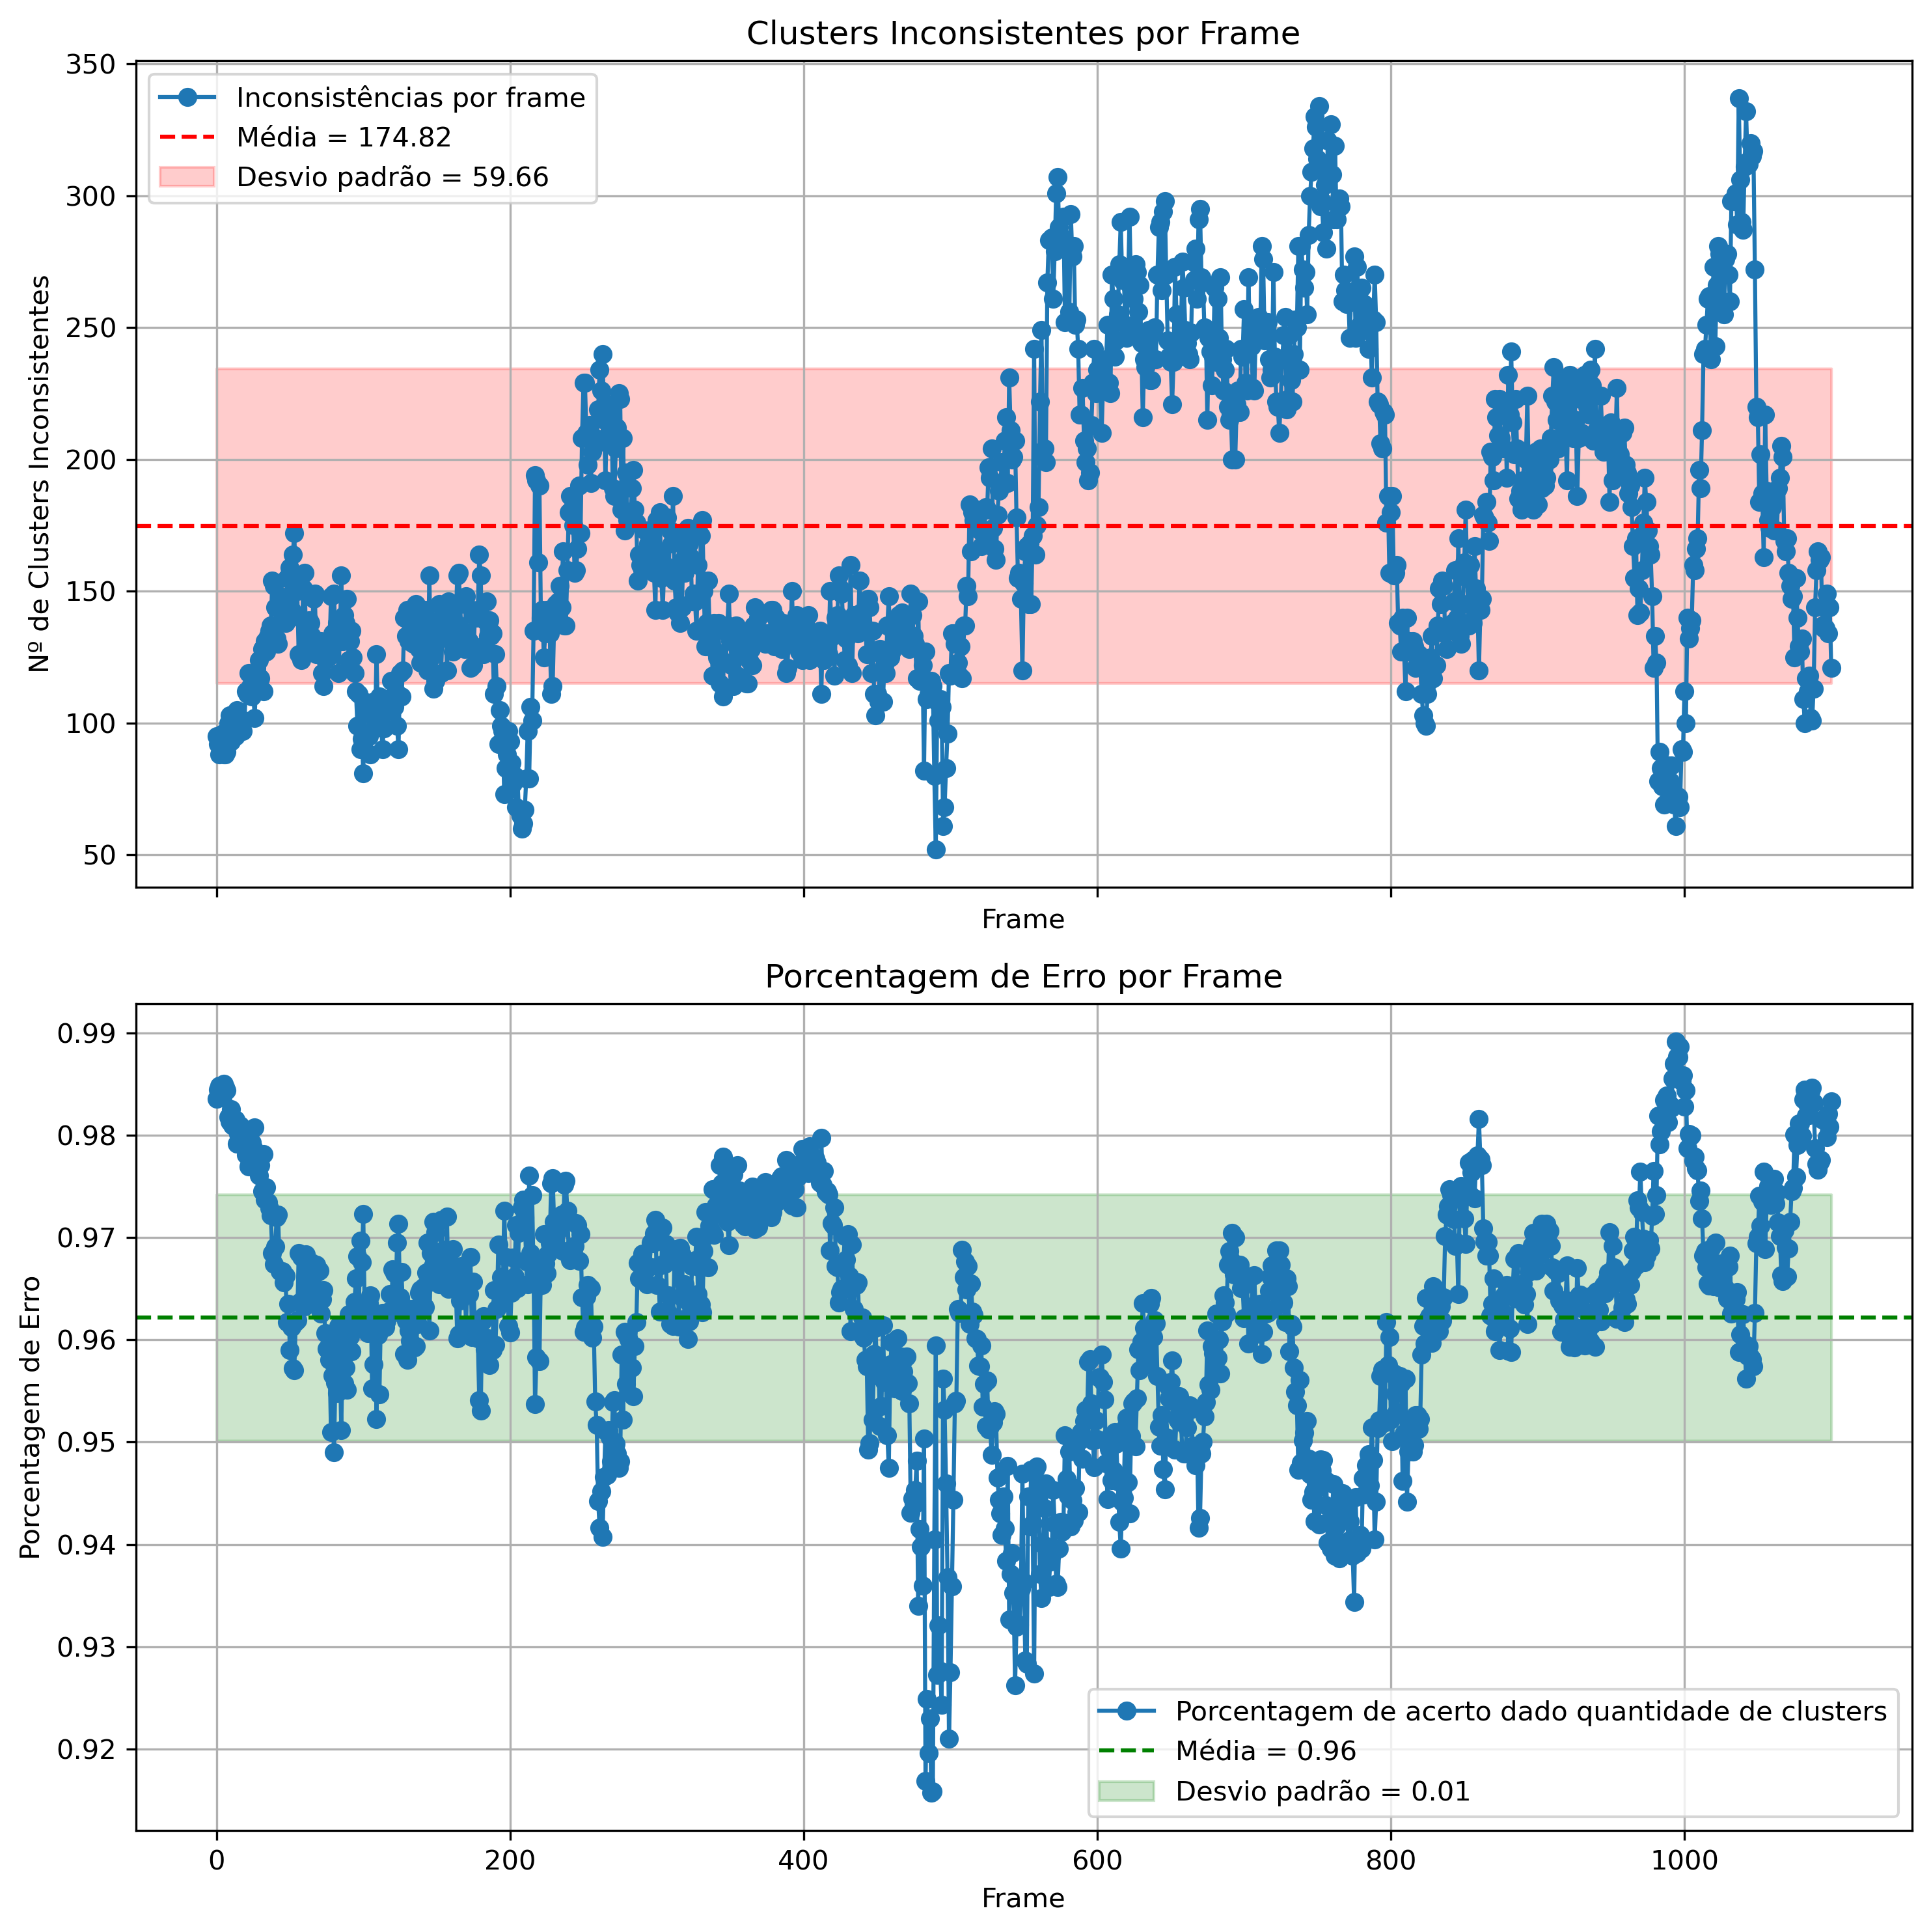 Clusters Inconsistentes por Frame
350
300
250
200
150
100
50
Nº de Clusters Inconsistentes
Inconsistências por frame
Média = 174.82
Desvio padrão = 59.66
Frame
Porcentagem de Erro por Frame
0.99
0.98
0.97
0.96
0.95
0.94
0.93
0.92
Porcentagem de Erro
Porcentagem de acerto dado quantidade de clusters
Média = 0.96
Desvio padrão = 0.01
0 200 400 600 800 1000
Frame